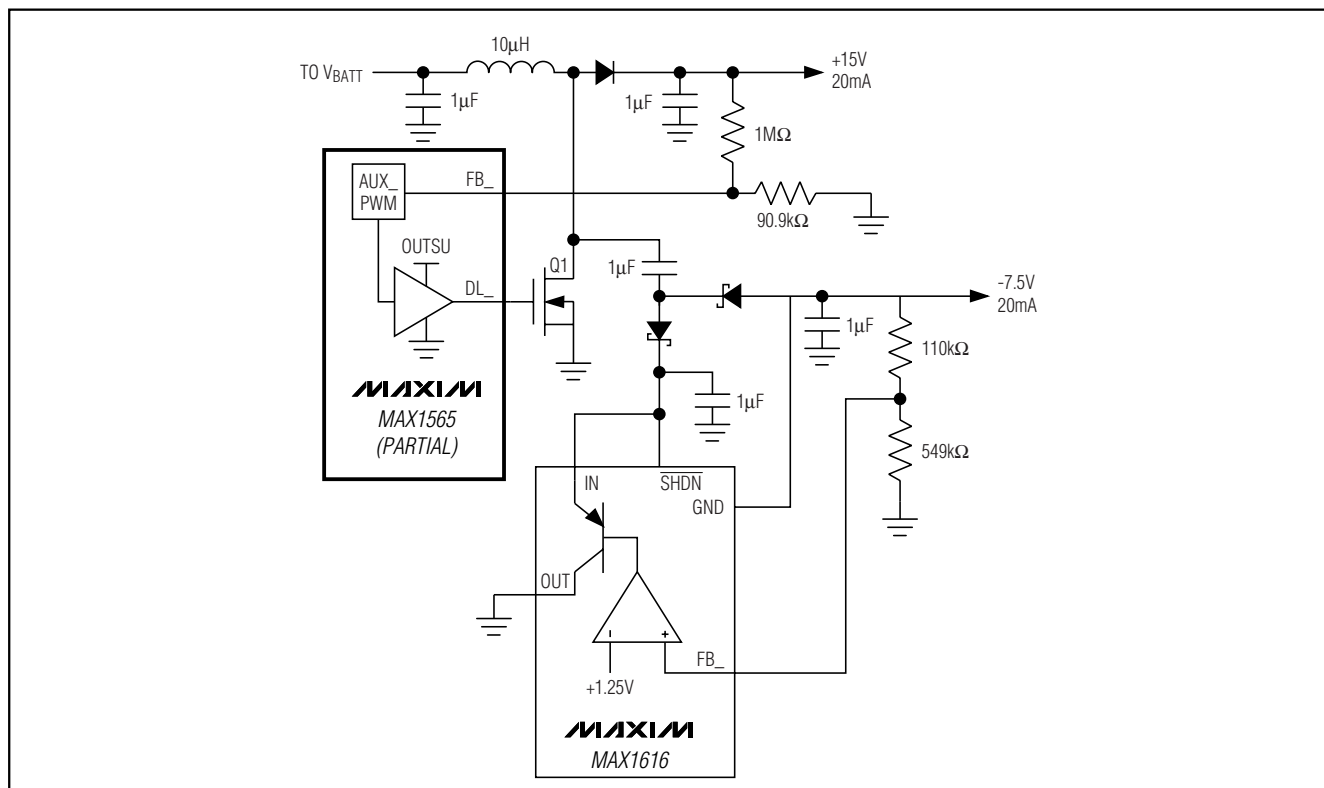 10µH
TO VBATT
+15V
20mA
1µF
1µF
1MΩ
AUX_
PWM
FB_
90.9kΩ
OUTSU
Q1
1µF
DL_
-7.5V
20mA
1µF
110kΩ
MAXIM
MAX1565
(PARTIAL)
1µF
549kΩ
IN
SHDN
GND
OUT
-
+
FB_
+1.25V
MAXIM
MAX1616